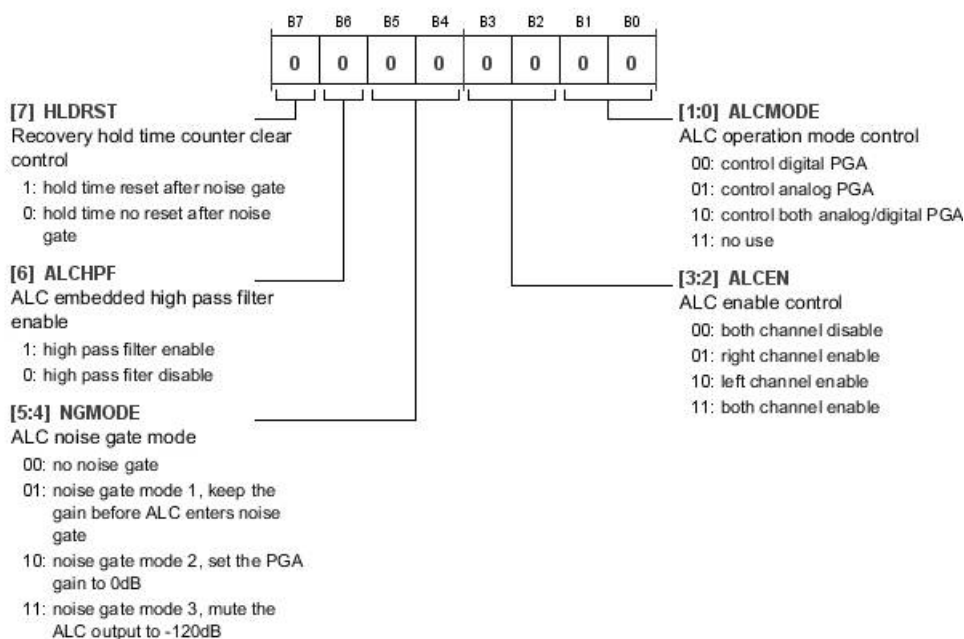 B7 B6 B5 B4 B3 B2 B1 B0
0 0 0 0 0 0 0 0
[7] HLDRST
Recovery hold time counter clear
control
1: hold time reset after noise gate
0: hold time no reset after noise
gate
[6] ALCHPF
ALC embedded high pass filter
enable
1: high pass filter enable
0: high pass fiter disable
[5:4] NGMODE
ALC noise gate mode
00: no noise gate
01: noise gate mode 1, keep the
gain before ALC enters noise
gate
10: noise gate mode 2, set the PGA
gain to 0dB
11: noise gate mode 3, mute the
ALC output to -120dB
[1:0] ALCMODE
ALC operation mode control
00: control digital PGA
01: control analog PGA
10: control both analog/digital PGA
11: no use
[3:2] ALCEN
ALC enable control
00: both channel disable
01: right channel enable
10: left channel enable
11: both channel enable